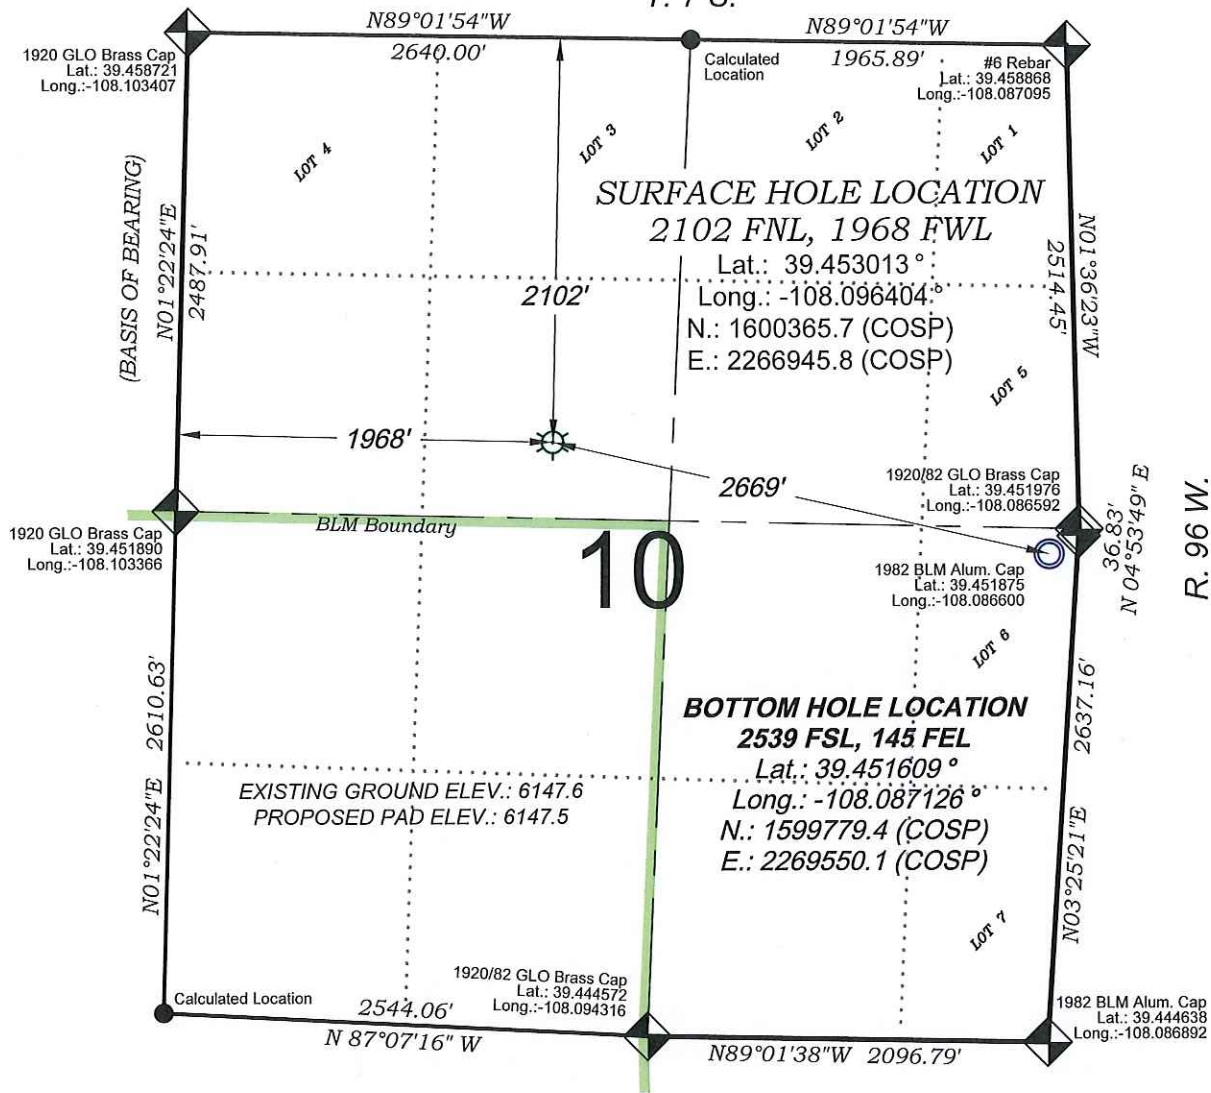 N89°01'54"W
2640.00'
N89°01'54"W
1965.89'
1920 GLO Brass Cap
Lat.: 39.458721
Long.:-108.103407
Calculated
Location
#6 Rebar
Lat.: 39.458868
Long.:-108.087095
LOT 4
LOT 3
LOT 2
LOT 1
(BASIS OF BEARING)
N01°22'24"E
2487.91'
SURFACE HOLE LOCATION
2102 FNL, 1968 FWL
Lat.: 39.453013°
Long.: -108.096404°
N.: 1600365.7 (COSP)
E.: 2266945.8 (COSP)
2102'
N01°36'23"W
2514.45'
LOT 5
1968'
2669'
1920/82 GLO Brass Cap
Lat.: 39.451976
Long.:-108.086592
36.83'
N 04°53'49" E
R. 96 W.
1920 GLO Brass Cap
Lat.: 39.451890
Long.:-108.103366
BLM Boundary
10
1982 BLM Alum. Cap
Lat.: 39.451875
Long.:-108.086600
LOT 6
2610.63'
N01°22'24"E
2637.16'
N03°25'21"E
BOTTOM HOLE LOCATION
2539 FSL, 145 FEL
Lat.: 39.451609°
Long.: -108.087126°
N.: 1599779.4 (COSP)
E.: 2269550.1 (COSP)
EXISTING GROUND ELEV.: 6147.6
PROPOSED PAD ELEV.: 6147.5
LOT 7
Calculated Location
2544.06'
N 87°07'16" W
1920/82 GLO Brass Cap
Lat.: 39.444572
Long.:-108.094316
N89°01'38"W 2096.79'
1982 BLM Alum. Cap
Lat.: 39.444638
Long.:-108.086892